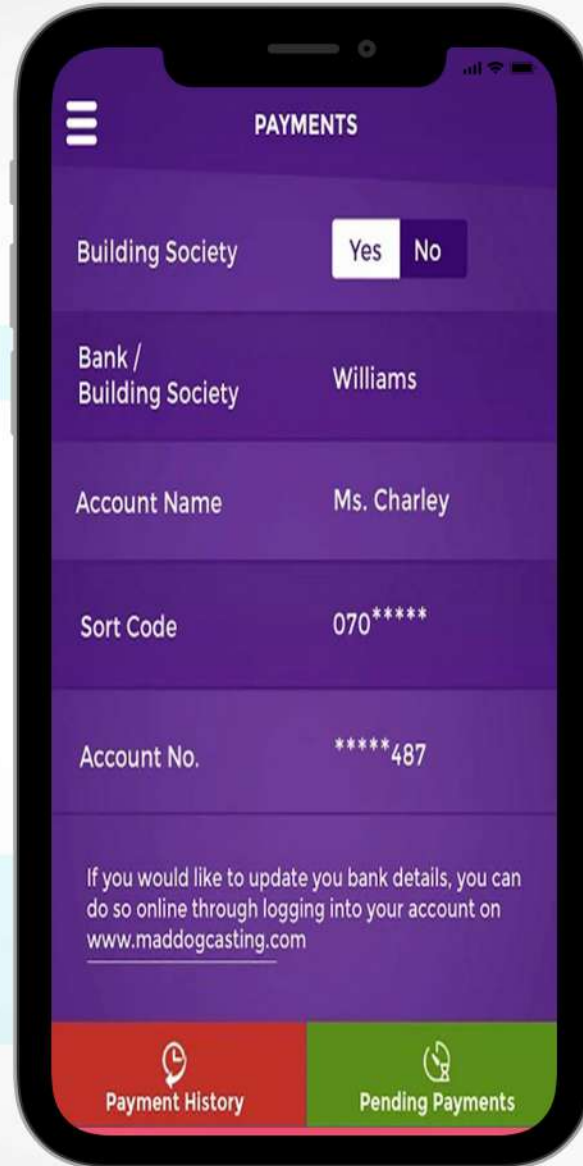 PAYMENTS
Building Society Yes No
Bank /
Building Society Williams
Account Name Ms. Charley
Sort Code 070*****
Account No. *****487
If you would like to update you bank details, you can
do so online through logging into your account on
www.maddogcasting.com
Payment History Pending Payments